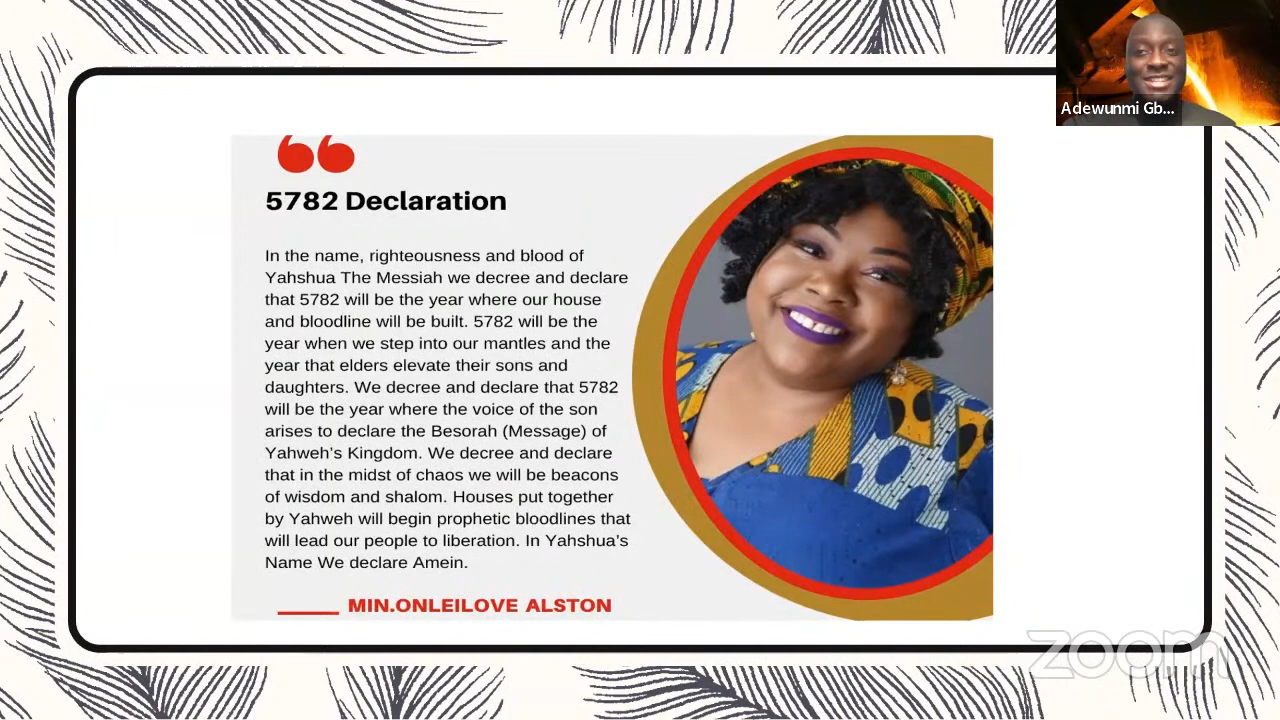 Adewunmi Gb...
5782 Declaration
In the name, righteousness and blood of
Yahshua The Messiah we decree and declare
that 5782 will be the year where our house
and bloodline will be built. 5782 will be the
year when we step into our mantles and the
year that elders elevate their sons and
daughters. We decree and declare that 5782
will be the year where the voice of the son
arises to declare the Besorah (Message) of
Yahweh's Kingdom. We decree and declare
that in the midst of chaos we will be beacons
of wisdom and shalom. Houses put together
by Yahweh will begin prophetic bloodlines that
will lead our people to liberation. In Yahshua's
Name We declare Amein.
MIN.ONLEILOVE ALSTON
zoom